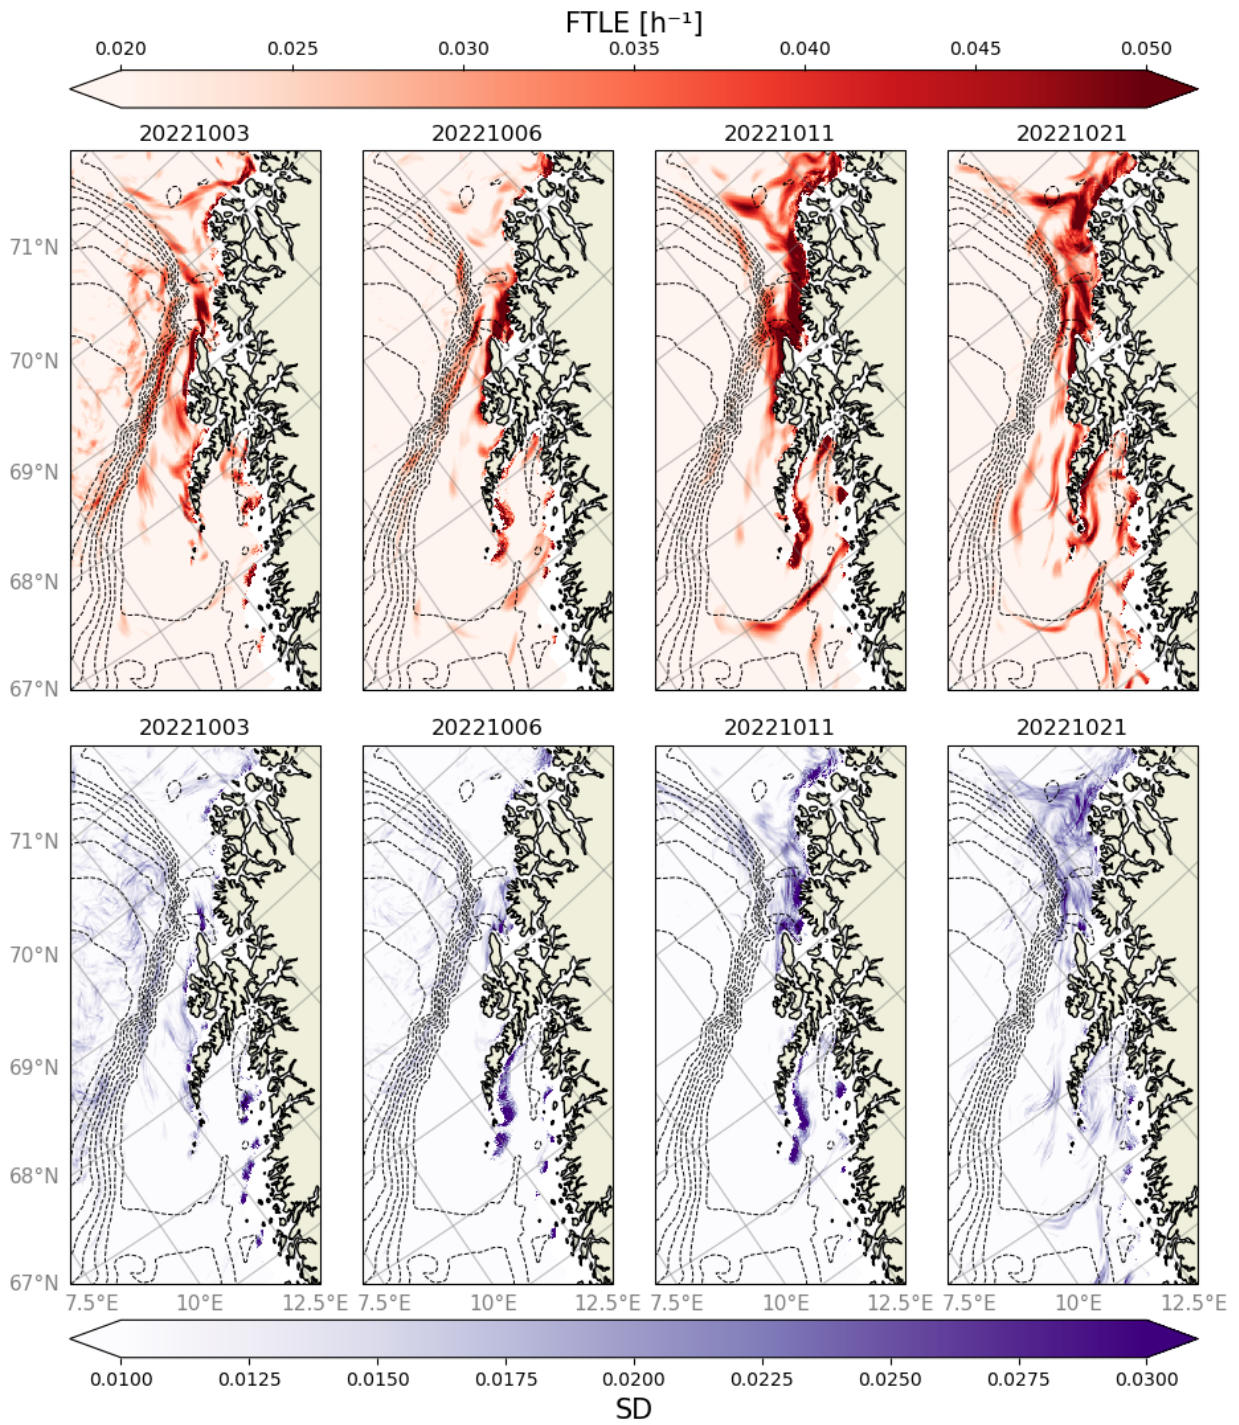 FTLE [h⁻¹]
0.020 0.025 0.030 0.035 0.040 0.045 0.050
20221003 20221006 20221011 20221021
71°N
70°N
69°N
68°N
67°N
20221003 20221006 20221011 20221021
71°N
70°N
69°N
68°N
67°N
7.5°E 10°E 12.5°E 7.5°E 10°E 12.5°E 7.5°E 10°E 12.5°E 7.5°E 10°E 12.5°E
0.0100 0.0125 0.0150 0.0175 0.0200 0.0225 0.0250 0.0275 0.0300
SD